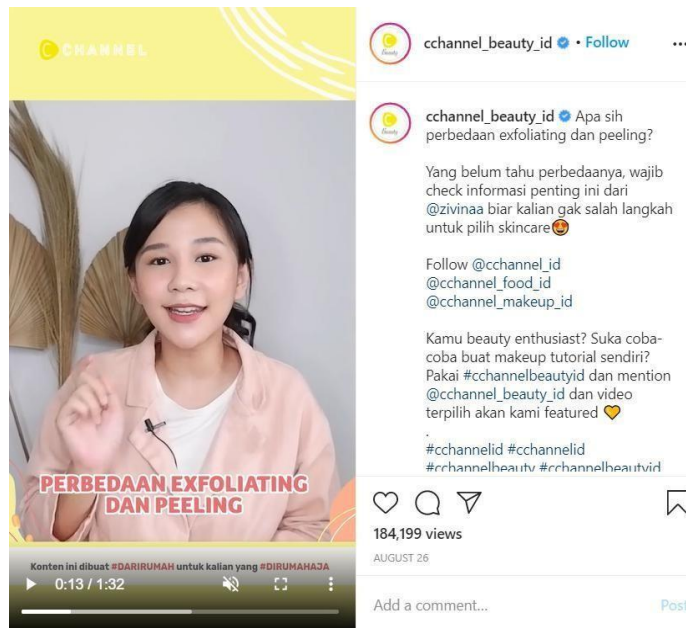 C CHANNEL
PERBEDAAN EXFOLIATING
DAN PEELING
Konten ini dibuat #DARIRUMAH untuk kalian yang #DIRUMAHAJA
0:13 / 1:32
cchannel_beauty_id • Follow
cchannel_beauty_id Apa sih
perbedaan exfoliating dan peeling?
Yang belum tahu perbedaanya, wajib
check informasi penting ini dari
@zivinaa biar kalian gak salah langkah
untuk pilih skincare😍
Follow @cchannel_id
@cchannel_food_id
@cchannel_makeup_id
Kamu beauty enthusiast? Suka coba-
coba buat makeup tutorial sendiri?
Pakai #cchannelbeautyid dan mention
@cchannel_beauty_id dan video
terpilih akan kami featured 💛
.
#cchannelid #cchannelid
#cchannelbeauty #cchannelbeautyid
184,199 views
AUGUST 26
Add a comment...
Post